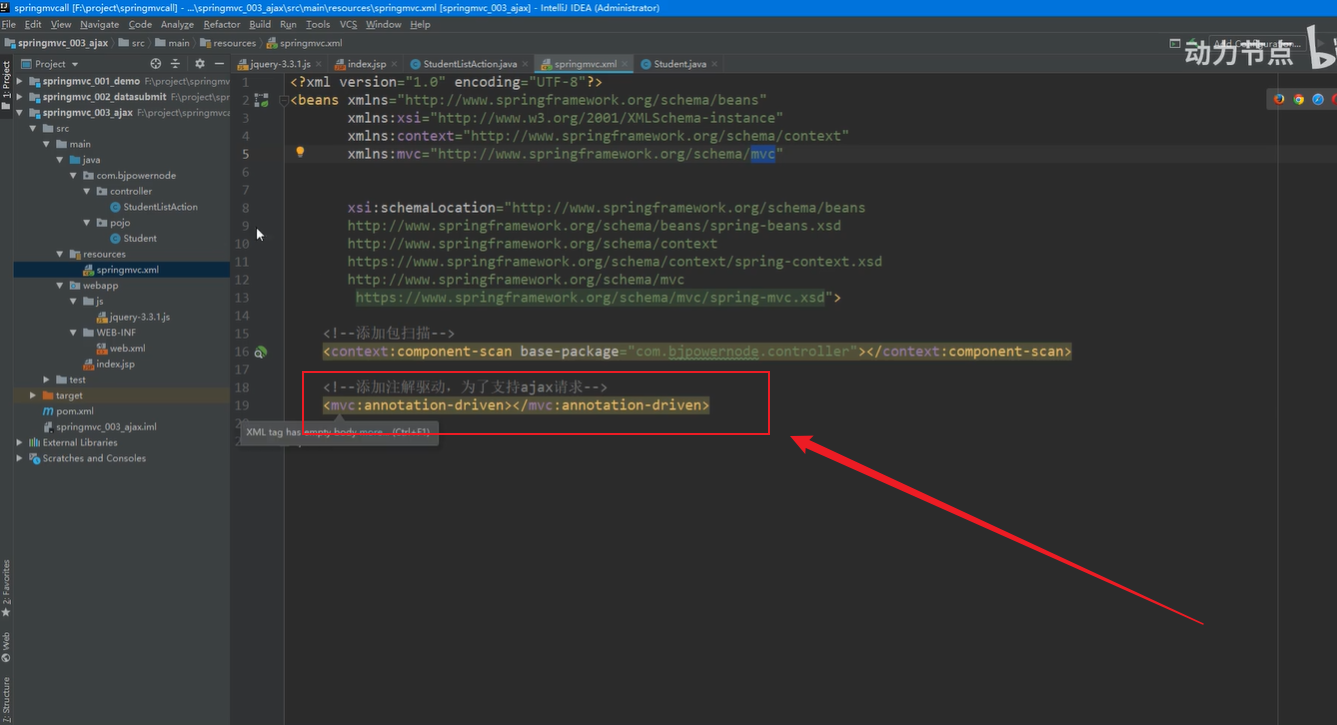 springmvcall [F:\project\springmvcall] - ...\springmvc_003_ajax\src\main\resources\springmvc.xml [springmvc_003_ajax] - IntelliJ IDEA (Administrator)
File Edit View Navigate Code Analyze Refactor Build Run Tools VCS Window Help
springmvc_003_ajax src main resources springmvc.xml
动力节点
Project
jquery-3.3.1.js index.jsp StudentListAction.java springmvc.xml Student.java
1: Project
springmvc_001_demo F:\project\springmv
springmvc_002_datasubmit F:\project\spr
springmvc_003_ajax F:\project\springmvca
src
main
java
com.bjpowernode
controller
StudentListAction
pojo
Student
resources
springmvc.xml
webapp
js
jquery-3.3.1.js
WEB-INF
web.xml
index.jsp
test
target
pom.xml
springmvc_003_ajax.iml
External Libraries
Scratches and Consoles
2: Favorites
Web
7: Structure
1 <?xml version="1.0" encoding="UTF-8"?>
2 <beans xmlns="http://www.springframework.org/schema/beans"
3 xmlns:xsi="http://www.w3.org/2001/XMLSchema-instance"
4 xmlns:context="http://www.springframework.org/schema/context"
5 xmlns:mvc="http://www.springframework.org/schema/mvc"
6
7
8 xsi:schemaLocation="http://www.springframework.org/schema/beans
9 http://www.springframework.org/schema/beans/spring-beans.xsd
10 http://www.springframework.org/schema/context
11 https://www.springframework.org/schema/context/spring-context.xsd
12 http://www.springframework.org/schema/mvc
13 https://www.springframework.org/schema/mvc/spring-mvc.xsd">
14
15 <!--添加包扫描-->
16 <context:component-scan base-package="com.bjpowernode.controller"></context:component-scan>
17
18 <!--添加注解驱动，为了支持ajax请求-->
19 <mvc:annotation-driven></mvc:annotation-driven>
XML tag has empty body more... (Ctrl+F1)